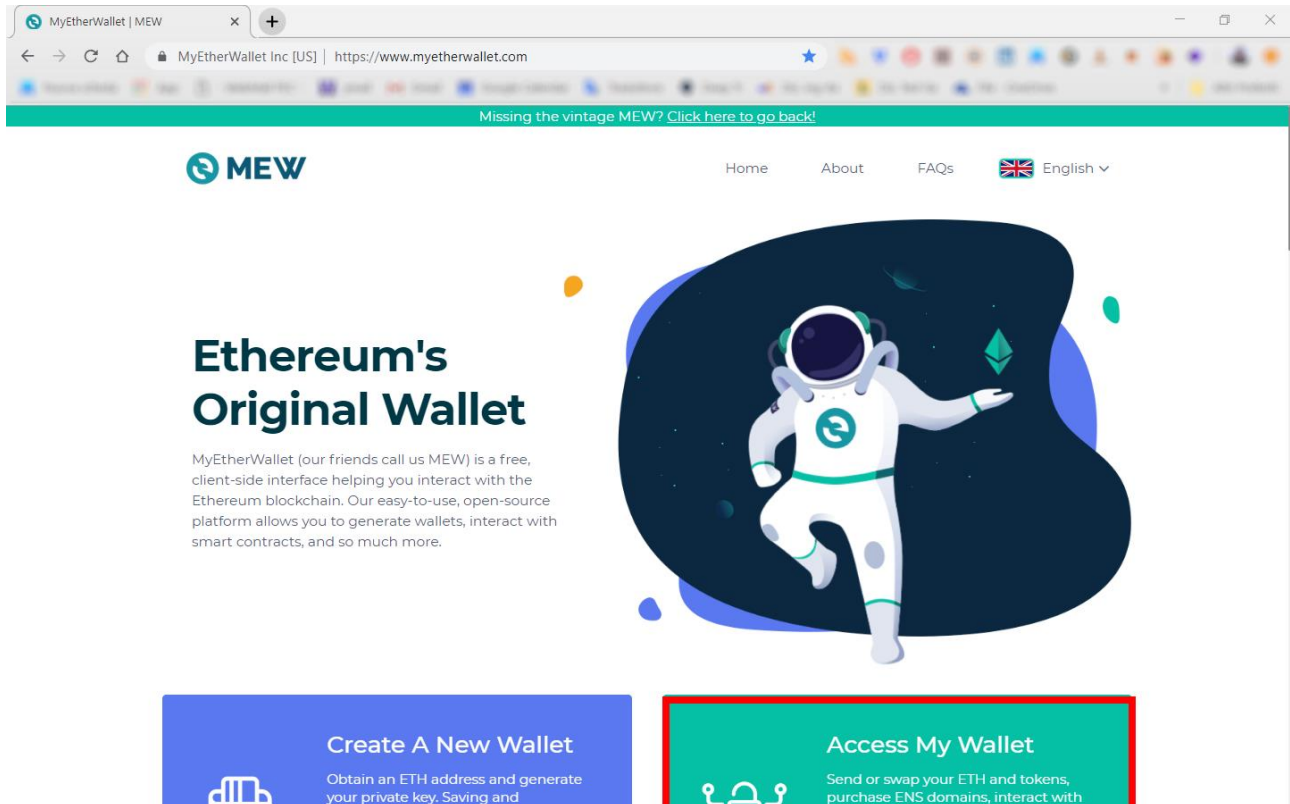 MyEtherWallet | MEW
MyEtherWallet Inc [US] | https://www.myetherwallet.com
Missing the vintage MEW? Click here to go back!
MEW
Home About FAQs English
Ethereum's
Original Wallet
MyEtherWallet (our friends call us MEW) is a free,
client-side interface helping you interact with the
Ethereum blockchain. Our easy-to-use, open-source
platform allows you to generate wallets, interact with
smart contracts, and so much more.
Create A New Wallet
Obtain an ETH address and generate
your private key. Saving and
Access My Wallet
Send or swap your ETH and tokens,
purchase ENS domains, interact with